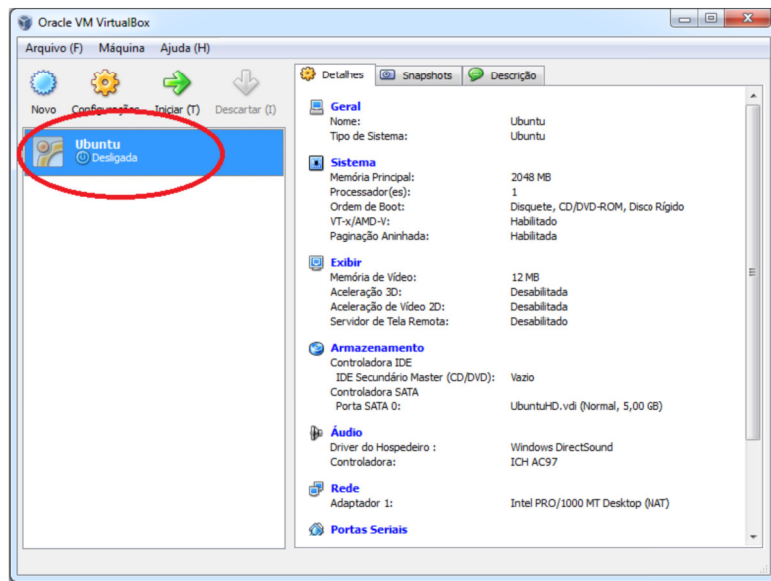 Oracle VM VirtualBox
Arquivo (F) Máquina Ajuda (H)
Novo Configurações Iniciar (T) Descartar (I)
Ubuntu
Desligada
Detalhes Snapshots Descrição
Geral
Nome: Ubuntu
Tipo de Sistema: Ubuntu
Sistema
Memória Principal: 2048 MB
Processador(es): 1
Ordem de Boot: Disquete, CD/DVD-ROM, Disco Rígido
VT-x/AMD-V: Habilitado
Paginação Aninhada: Habilitada
Exibir
Memória de Vídeo: 12 MB
Aceleração 3D: Desabilitada
Aceleração de Vídeo 2D: Desabilitada
Servidor de Tela Remota: Desabilitado
Armazenamento
Controladora IDE
IDE Secundário Master (CD/DVD): Vazio
Controladora SATA
Porta SATA 0: UbuntuHD.vdi (Normal, 5,00 GB)
Áudio
Driver do Hospedeiro : Windows DirectSound
Controladora: ICH AC97
Rede
Adaptador 1: Intel PRO/1000 MT Desktop (NAT)
Portas Seriais